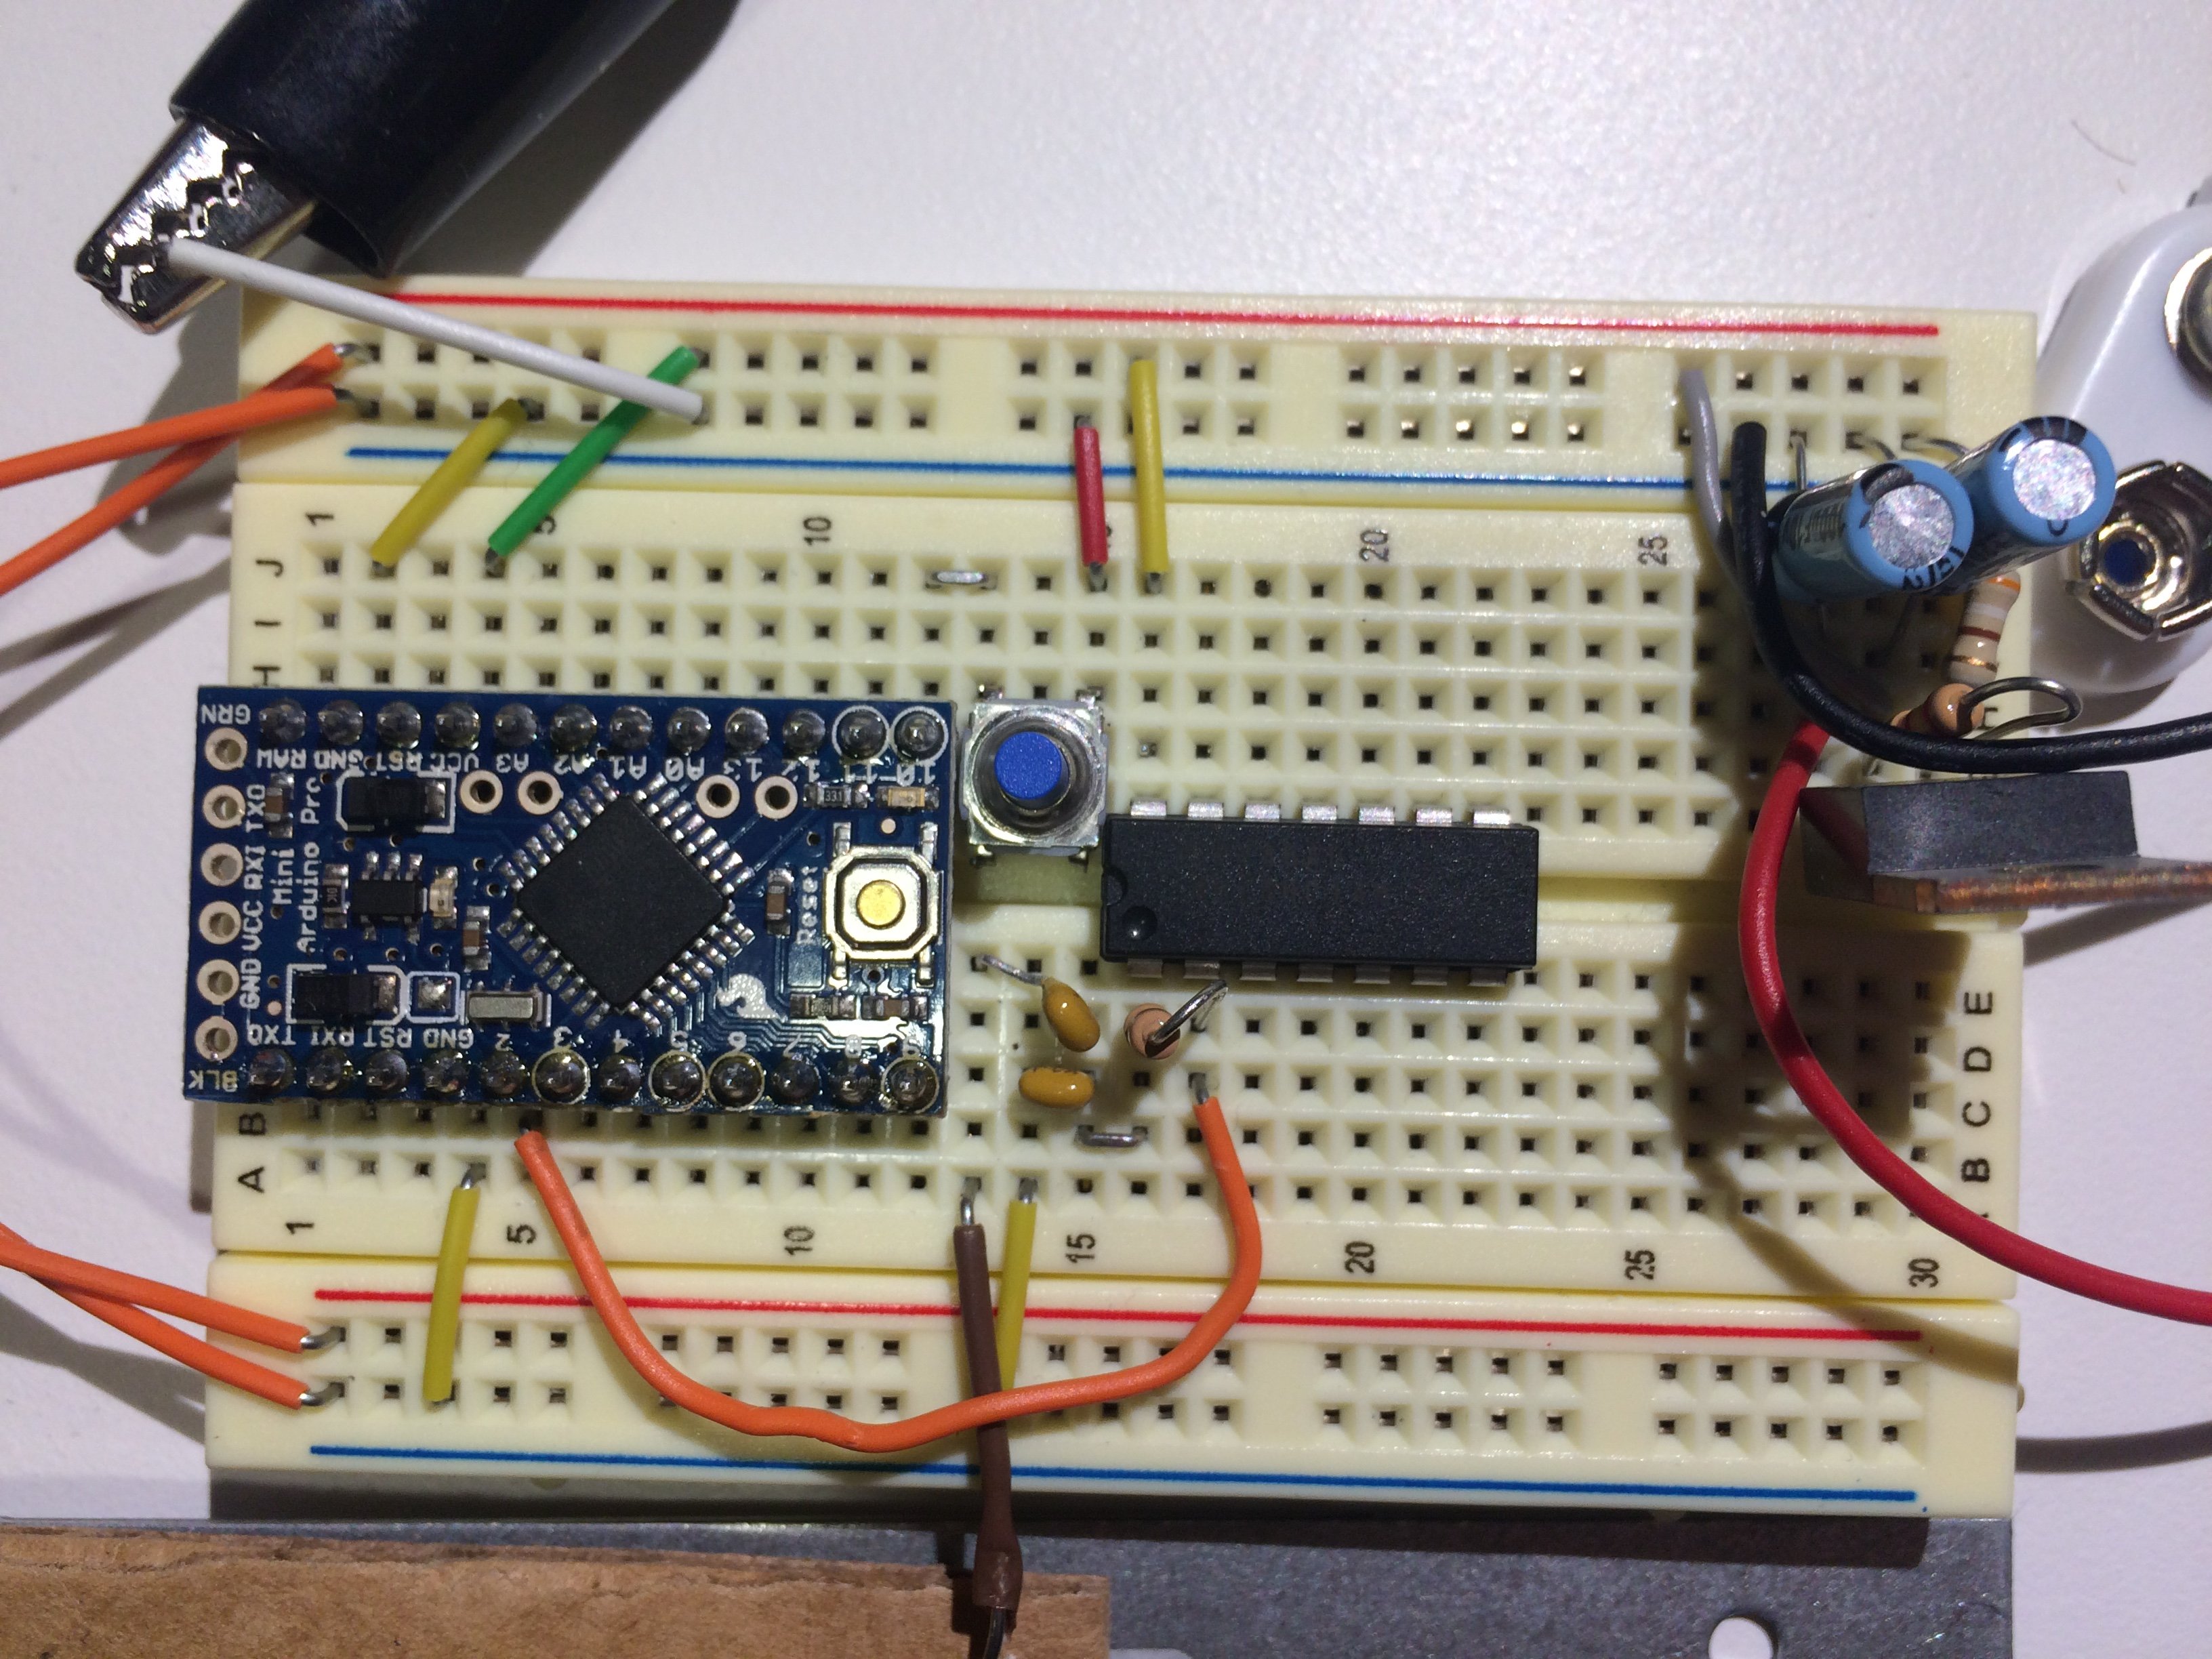 1 5 10 20 25
J
I
H
GRN
RAW GND RST VCC A3 A2 A1 A0 13 12 11 10
TXO RXI VCC GND
Arduino Pro
Mini
331
Reset
TXO RXI RST GND 2 3 4 5 6 7 8 9
BLK
E
D
C
B
B
A
1 5 10 15 20 25 30